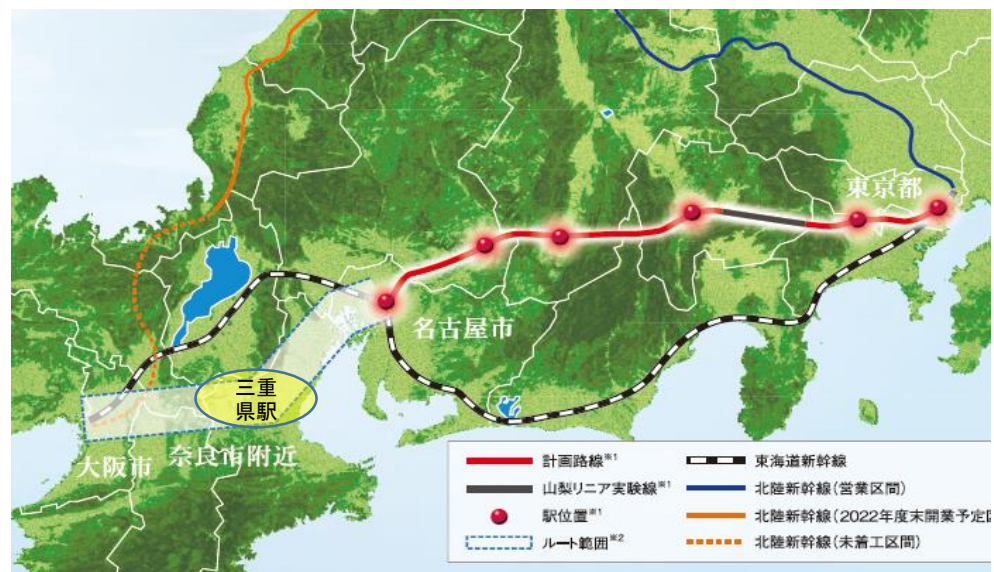 東京都
名古屋市
三重
県駅
奈良市附近
大阪市
計画路線※1
山梨リニア実験線※1
駅位置※1
ルート範囲※2
東海道新幹線
北陸新幹線（営業区間）
北陸新幹線（2022年度末開業予定区
北陸新幹線（未着工区間）